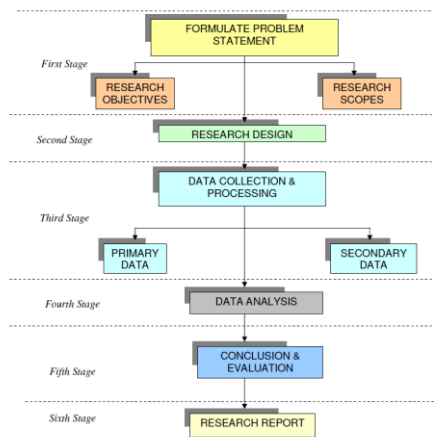 FORMULATE PROBLEM
STATEMENT
First Stage
RESEARCH
OBJECTIVES
RESEARCH
SCOPES
Second Stage
RESEARCH DESIGN
DATA COLLECTION &
PROCESSING
Third Stage
PRIMARY
DATA
SECONDARY
DATA
Fourth Stage
DATA ANALYSIS
CONCLUSION &
EVALUATION
Fifth Stage
Sixth Stage
RESEARCH REPORT